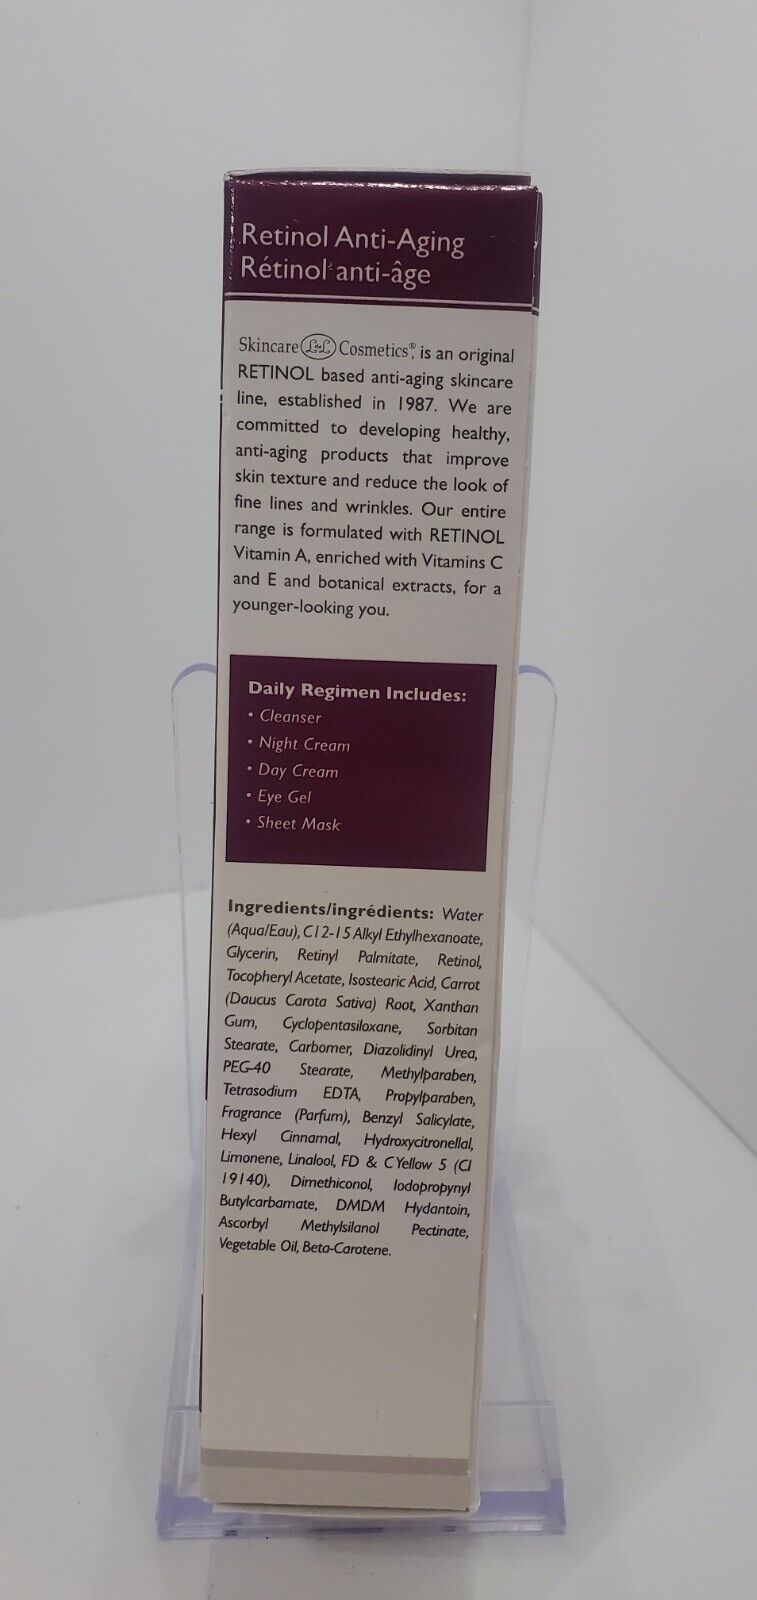 Retinol Anti-Aging
Rétinol anti-âge
Skincare LdeL Cosmetics®, is an original
RETINOL based anti-aging skincare
line, established in 1987. We are
committed to developing healthy,
anti-aging products that improve
skin texture and reduce the look of
fine lines and wrinkles. Our entire
range is formulated with RETINOL
Vitamin A, enriched with Vitamins C
and E and botanical extracts, for a
younger-looking you.
Daily Regimen Includes:
• Cleanser
• Night Cream
• Day Cream
• Eye Gel
• Sheet Mask
Ingredients/ingrédients: Water
(Aqua/Eau), C12-15 Alkyl Ethylhexanoate,
Glycerin, Retinyl Palmitate, Retinol,
Tocopheryl Acetate, Isostearic Acid, Carrot
(Daucus Carota Sativa) Root, Xanthan
Gum, Cyclopentasiloxane, Sorbitan
Stearate, Carbomer, Diazolidinyl Urea,
PEG-40 Stearate, Methylparaben,
Tetrasodium EDTA, Propylparaben,
Fragrance (Parfum), Benzyl Salicylate,
Hexyl Cinnamal, Hydroxycitronellal,
Limonene, Linalool, FD & C Yellow 5 (CI
19140), Dimethiconol, Iodopropynyl
Butylcarbamate, DMDM Hydantoin,
Ascorbyl Methylsilanol Pectinate,
Vegetable Oil, Beta-Carotene.